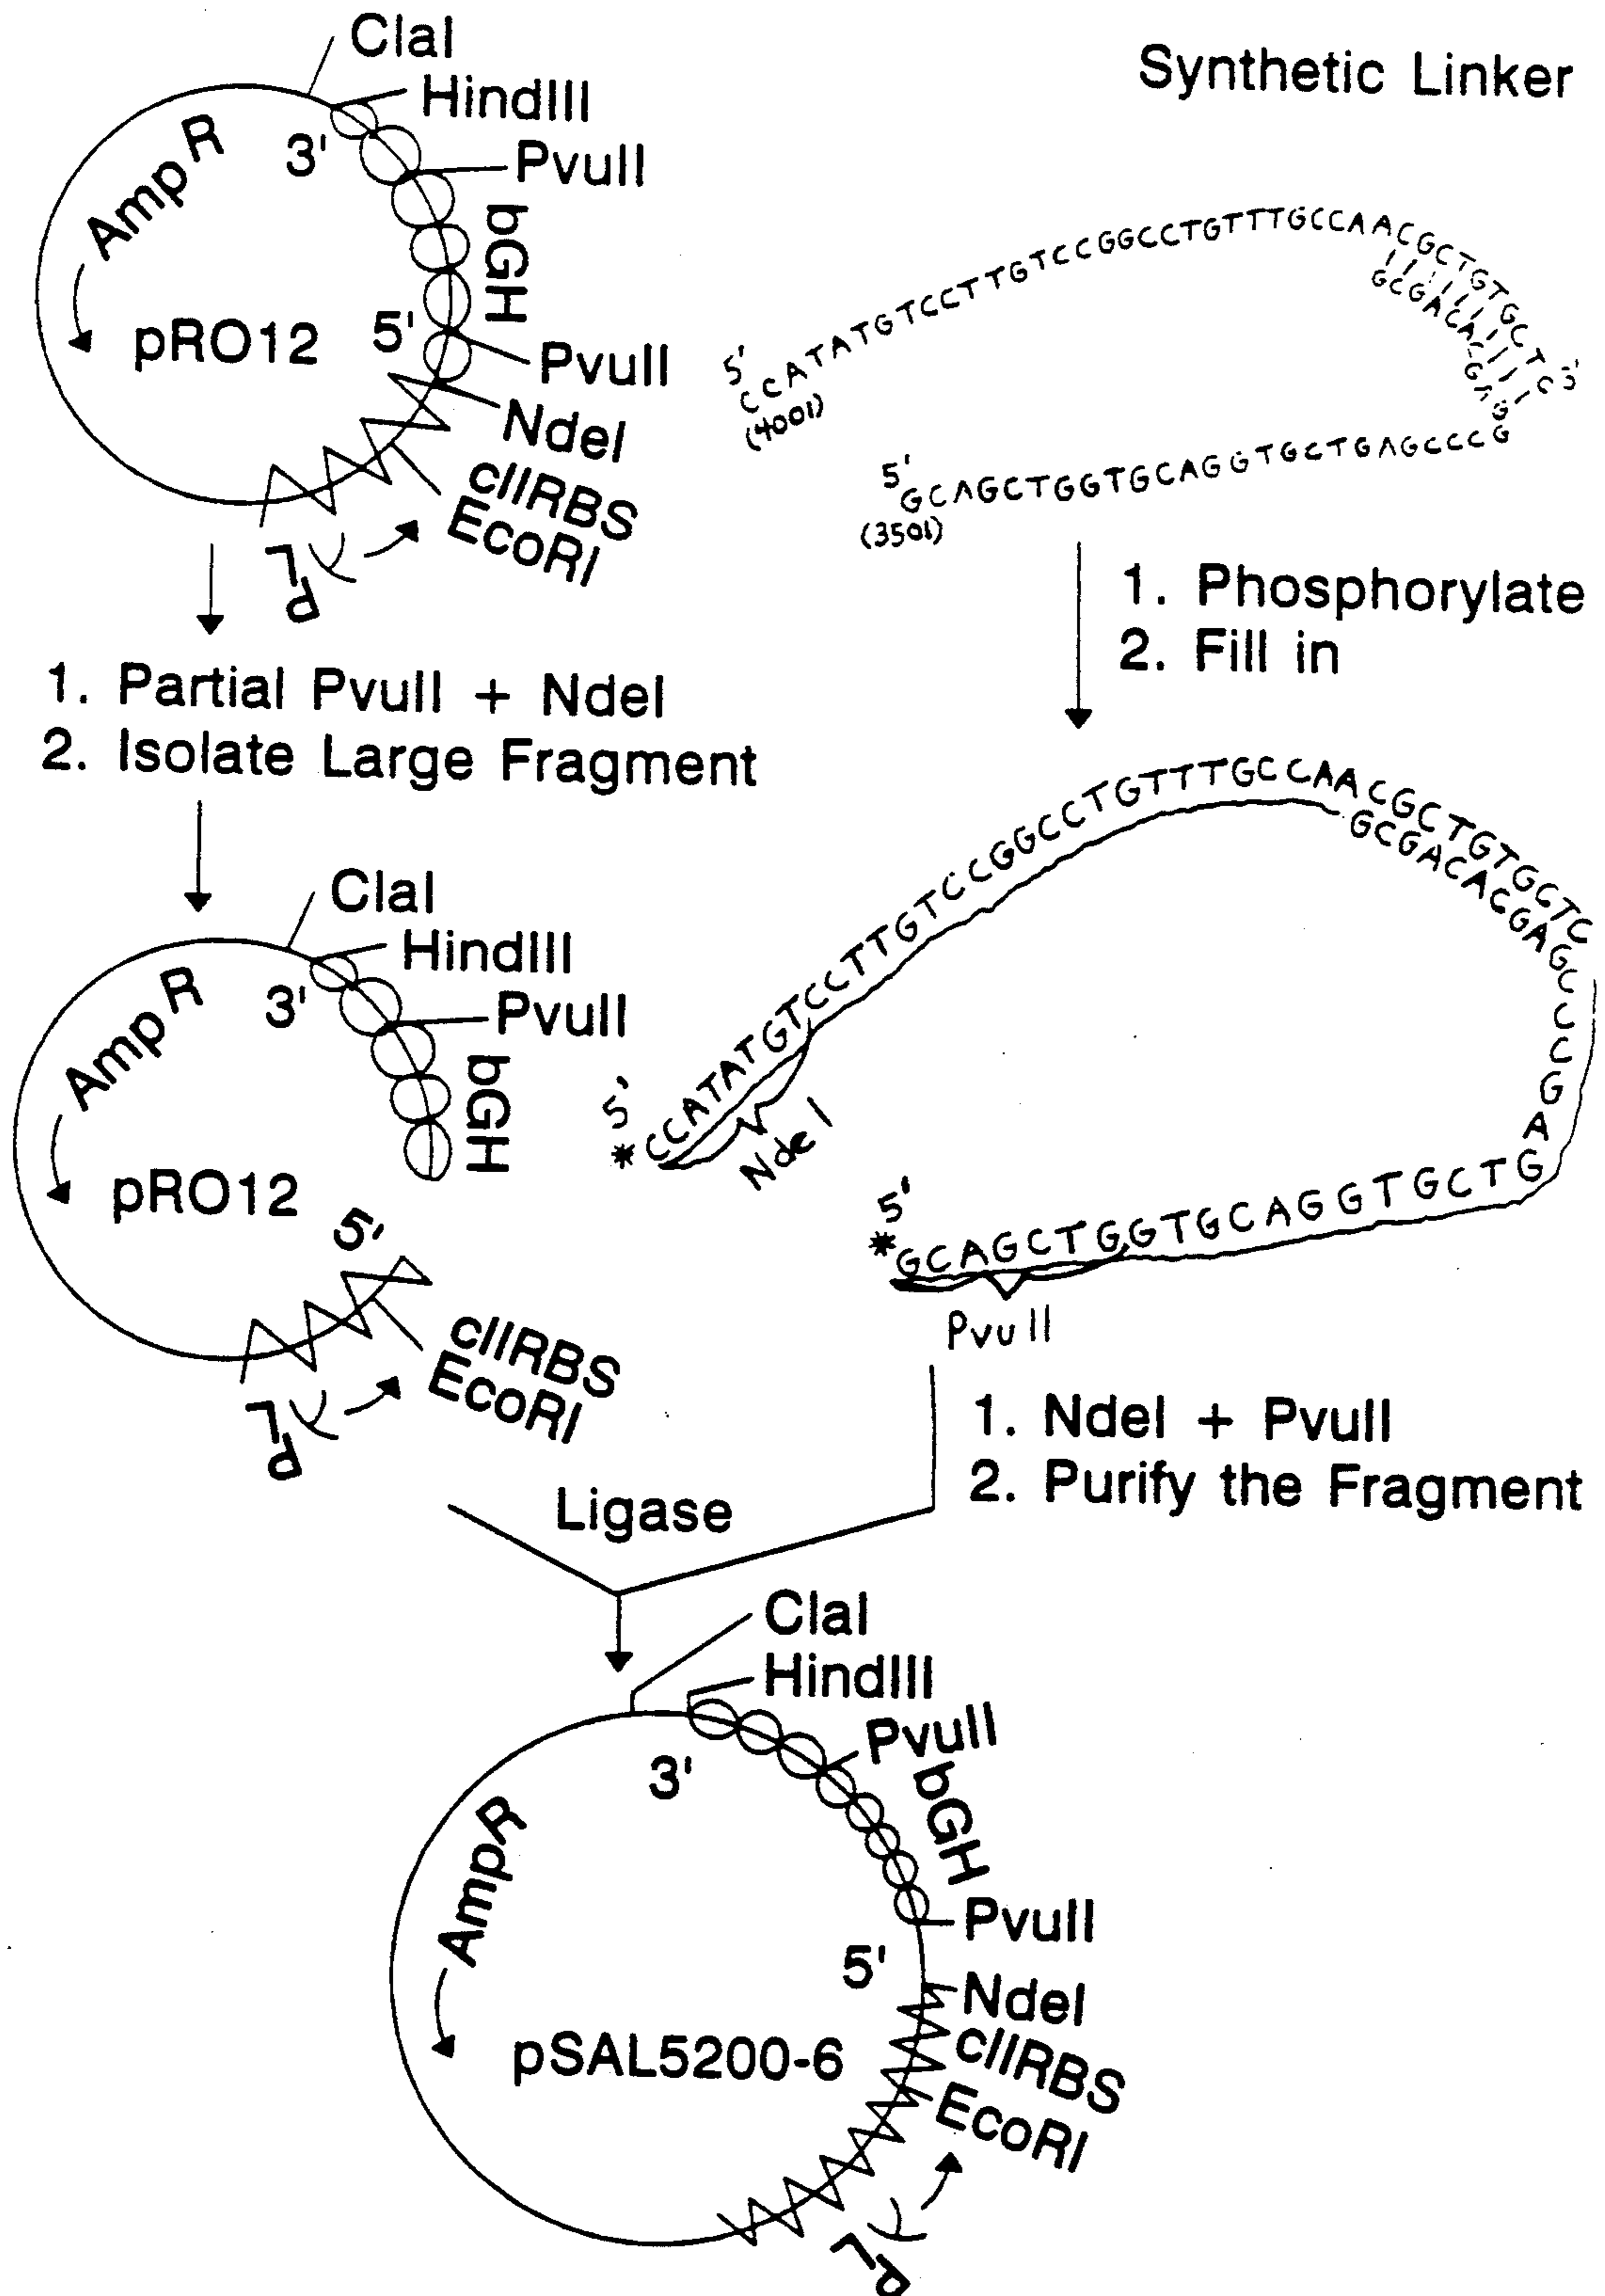 ClaI
HindIII
3'
PvuII
AmpR
bGH
pRO12
5'
PvuII
NdeI
cIIRBS
EcoRI
PL
Synthetic Linker
5'
CCATATGTCCTTGTCCGGCCTGTTTGCCAACGCTGTGCTC
3'
(4001)
GCGACACGAG
5'
GCAGCTGGTGCAGGTGCTGAGCCCG
(3501)
1. Partial PvuII + NdeI
2. Isolate Large Fragment
1. Phosphorylate
2. Fill in
ClaI
HindIII
3'
PvuII
AmpR
bGH
pRO12
5'
cIIRBS
EcoRI
PL
5'
* CCATATGTCCTTGTCCGGCCTGTTTGCCAACGCTGTGCTC
NdeI
GCGACACGAGCCCGAG
5'
* GCAGCTGGTGCAGGTGCTG
PvuII
1. NdeI + PvuII
2. Purify the Fragment
Ligase
ClaI
HindIII
PvuII
3'
bGH
AmpR
PvuII
5'
NdeI
pSAL5200-6
cIIRBS
EcoRI
PL